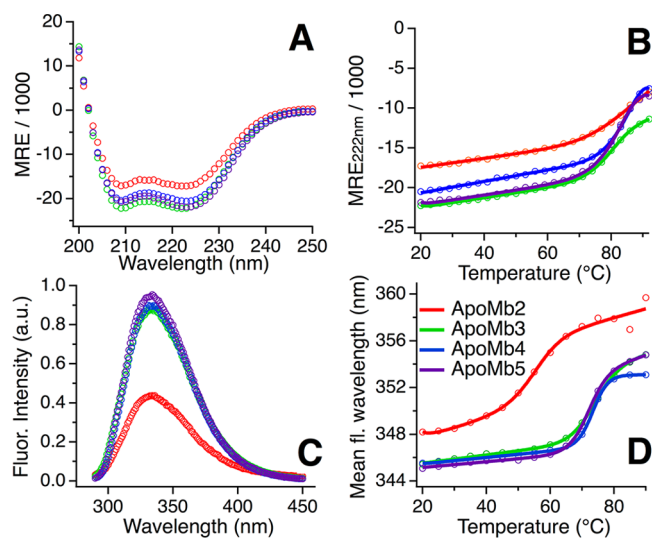 A
MRE / 1000
20
10
0
-10
-20
200
210
220
230
240
250
Wavelength (nm)
B
MRE222nm / 1000
0
-5
-10
-15
-20
-25
20
40
60
80
Temperature (°C)
C
Fluor. Intensity (a.u.)
1.0
0.8
0.6
0.4
0.2
0.0
300
350
400
450
Wavelength (nm)
D
Mean fl. wavelength (nm)
360
356
352
348
344
ApoMb2
ApoMb3
ApoMb4
ApoMb5
20
40
60
80
Temperature (°C)